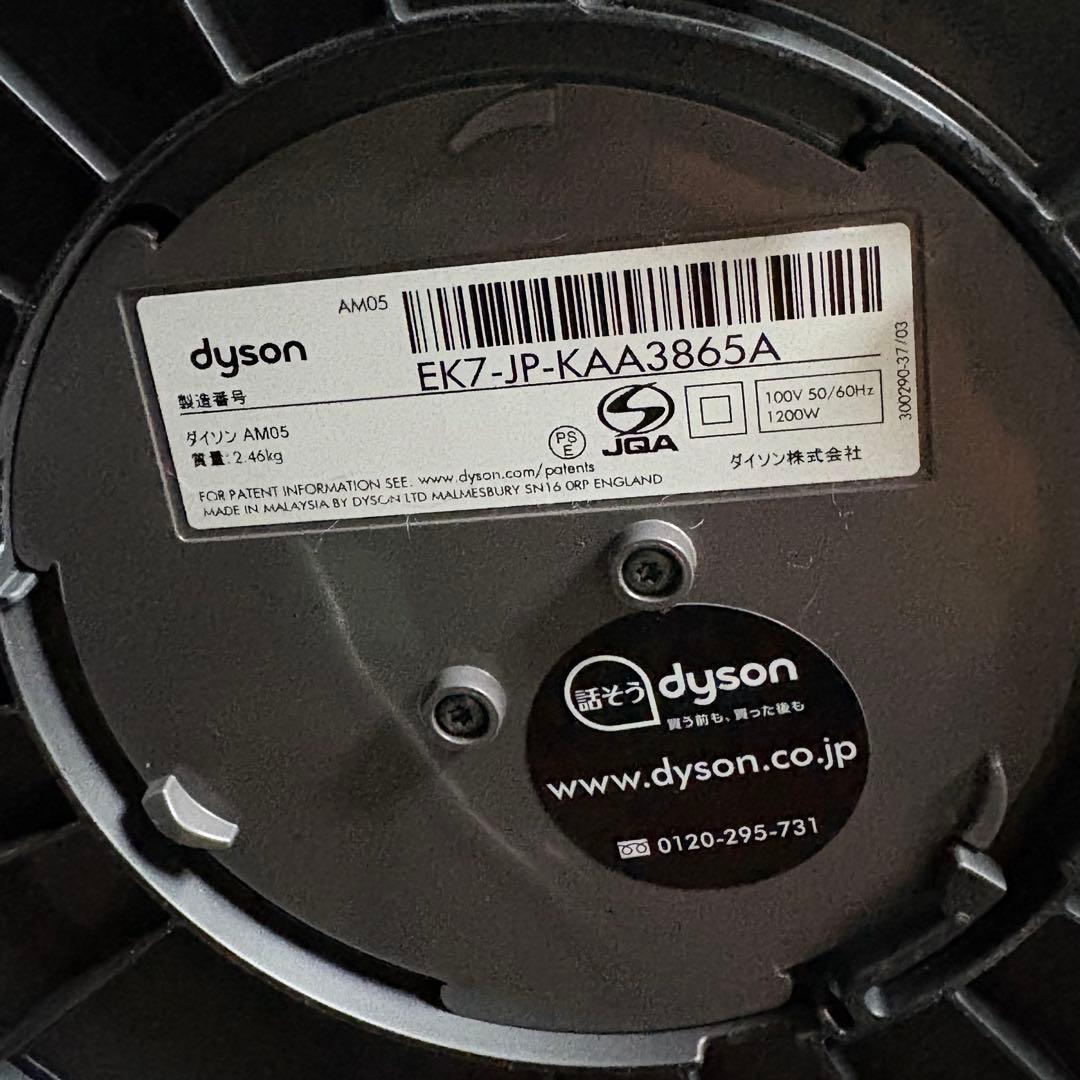 AM05
dyson
EK7-JP-KAA3865A
製造番号
ダイソン AM05
質量:2.46kg
PS
E
JQA
100V 50/60Hz
1200W
ダイソン株式会社
FOR PATENT INFORMATION SEE. www.dyson.com/patents
MADE IN MALAYSIA BY DYSON LTD MALMESBURY SN16 0RP ENGLAND
300290-37/03
話そう dyson
買う前も、買った後も
www.dyson.co.jp
0120-295-731